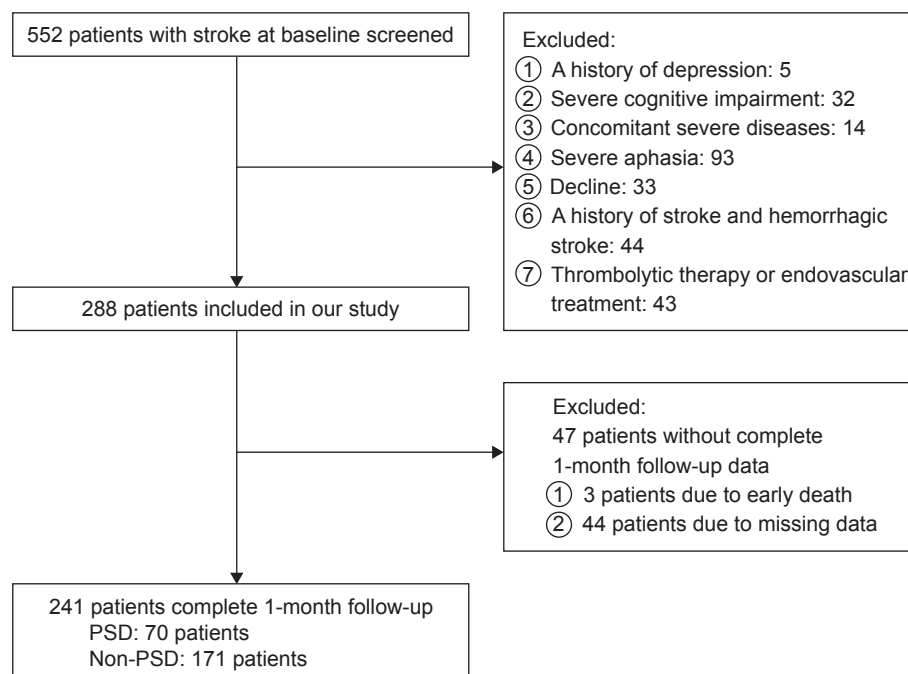 552 patients with stroke at baseline screened
Excluded:
① A history of depression: 5
② Severe cognitive impairment: 32
③ Concomitant severe diseases: 14
④ Severe aphasia: 93
⑤ Decline: 33
⑥ A history of stroke and hemorrhagic
stroke: 44
⑦ Thrombolytic therapy or endovascular
treatment: 43
288 patients included in our study
Excluded:
47 patients without complete
1-month follow-up data
① 3 patients due to early death
② 44 patients due to missing data
241 patients complete 1-month follow-up
PSD: 70 patients
Non-PSD: 171 patients